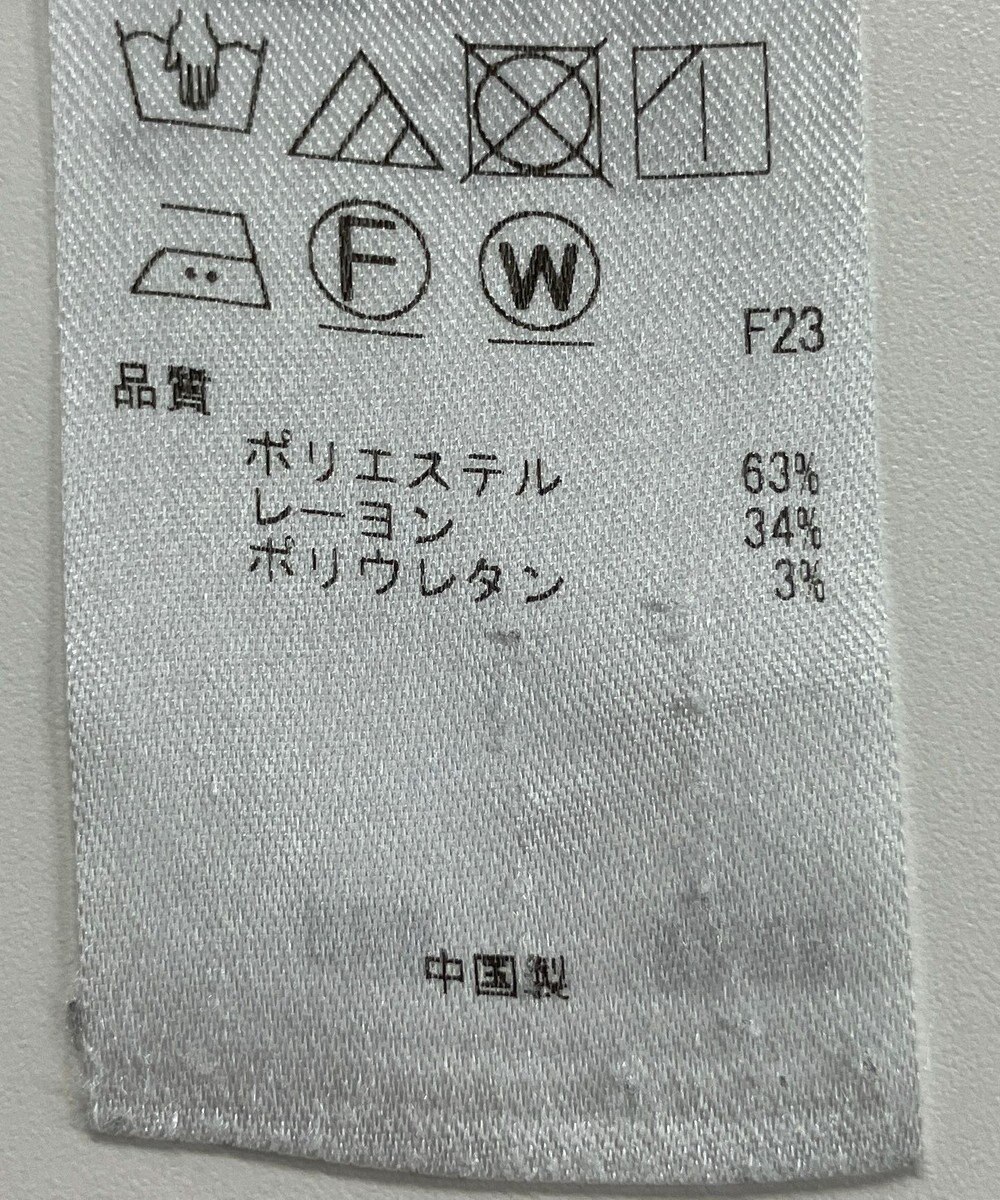 F W
F23
品質
ポリエステル 63%
レーヨン 34%
ポリウレタン 3%
中国製